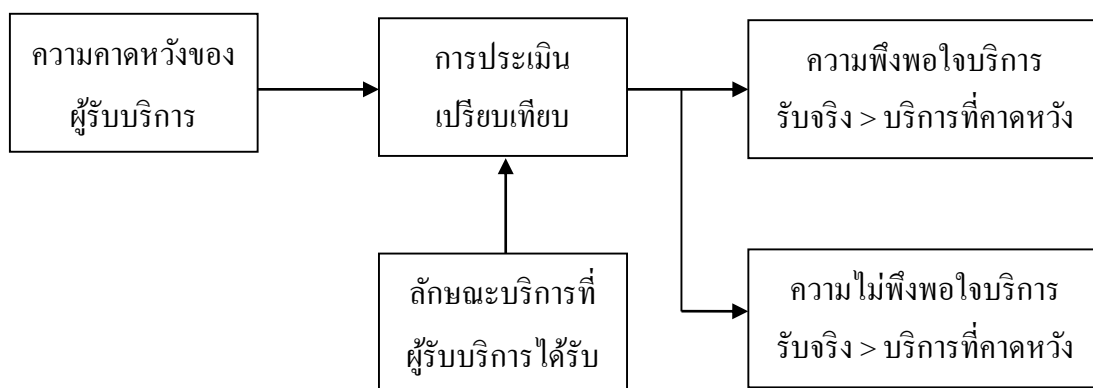 ความคาดหวังของ
ผู้รับบริการ
การประเมิน
เปรียบเทียบ
ความพึงพอใจบริการ
รับจริง > บริการที่คาดหวัง
ลักษณะบริการที่
ผู้รับบริการได้รับ
ความไม่พึงพอใจบริการ
รับจริง > บริการที่คาดหวัง